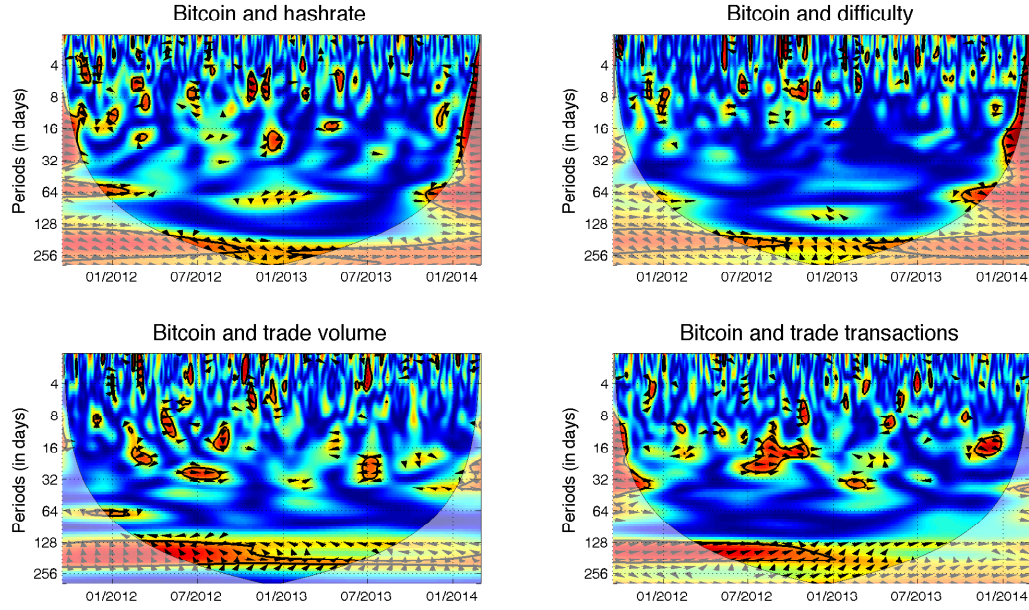 Bitcoin and hashrate
Periods (in days)
4
8
16
32
64
128
256
01/2012 07/2012 01/2013 07/2013 01/2014
Bitcoin and difficulty
Periods (in days)
4
8
16
32
64
128
256
01/2012 07/2012 01/2013 07/2013 01/2014
Bitcoin and trade volume
Periods (in days)
4
8
16
32
64
128
256
01/2012 07/2012 01/2013 07/2013 01/2014
Bitcoin and trade transactions
Periods (in days)
4
8
16
32
64
128
256
01/2012 07/2012 01/2013 07/2013 01/2014